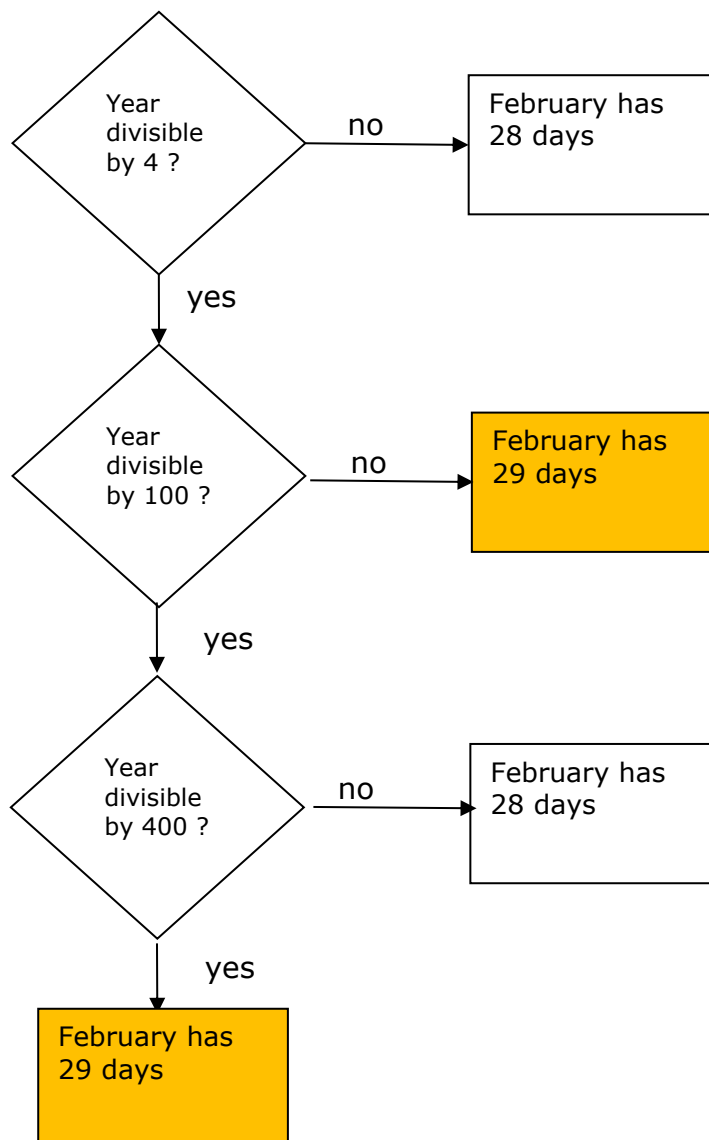 Year
divisible
by 4 ?
no
February has
28 days
yes
Year
divisible
by 100 ?
no
February has
29 days
yes
Year
divisible
by 400 ?
no
February has
28 days
yes
February has
29 days